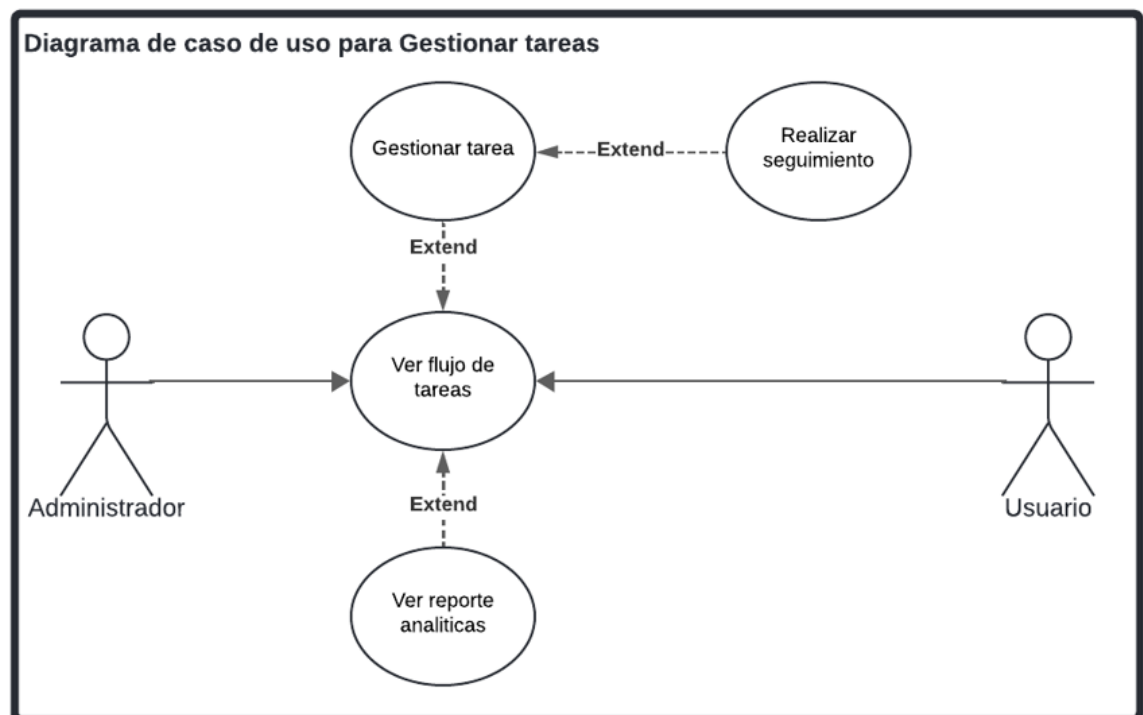 Diagrama de caso de uso para Gestionar tareas
Gestionar tarea
Extend
Realizar
seguimiento
Extend
Ver flujo de
tareas
Administrador
Usuario
Extend
Ver reporte
analiticas